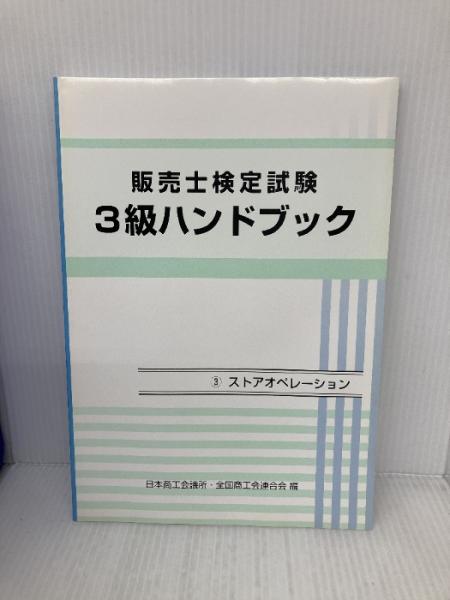 販売士検定試験
3級ハンドブック
③ ストアオペレーション
日本商工会議所・全国商工会連合会 編